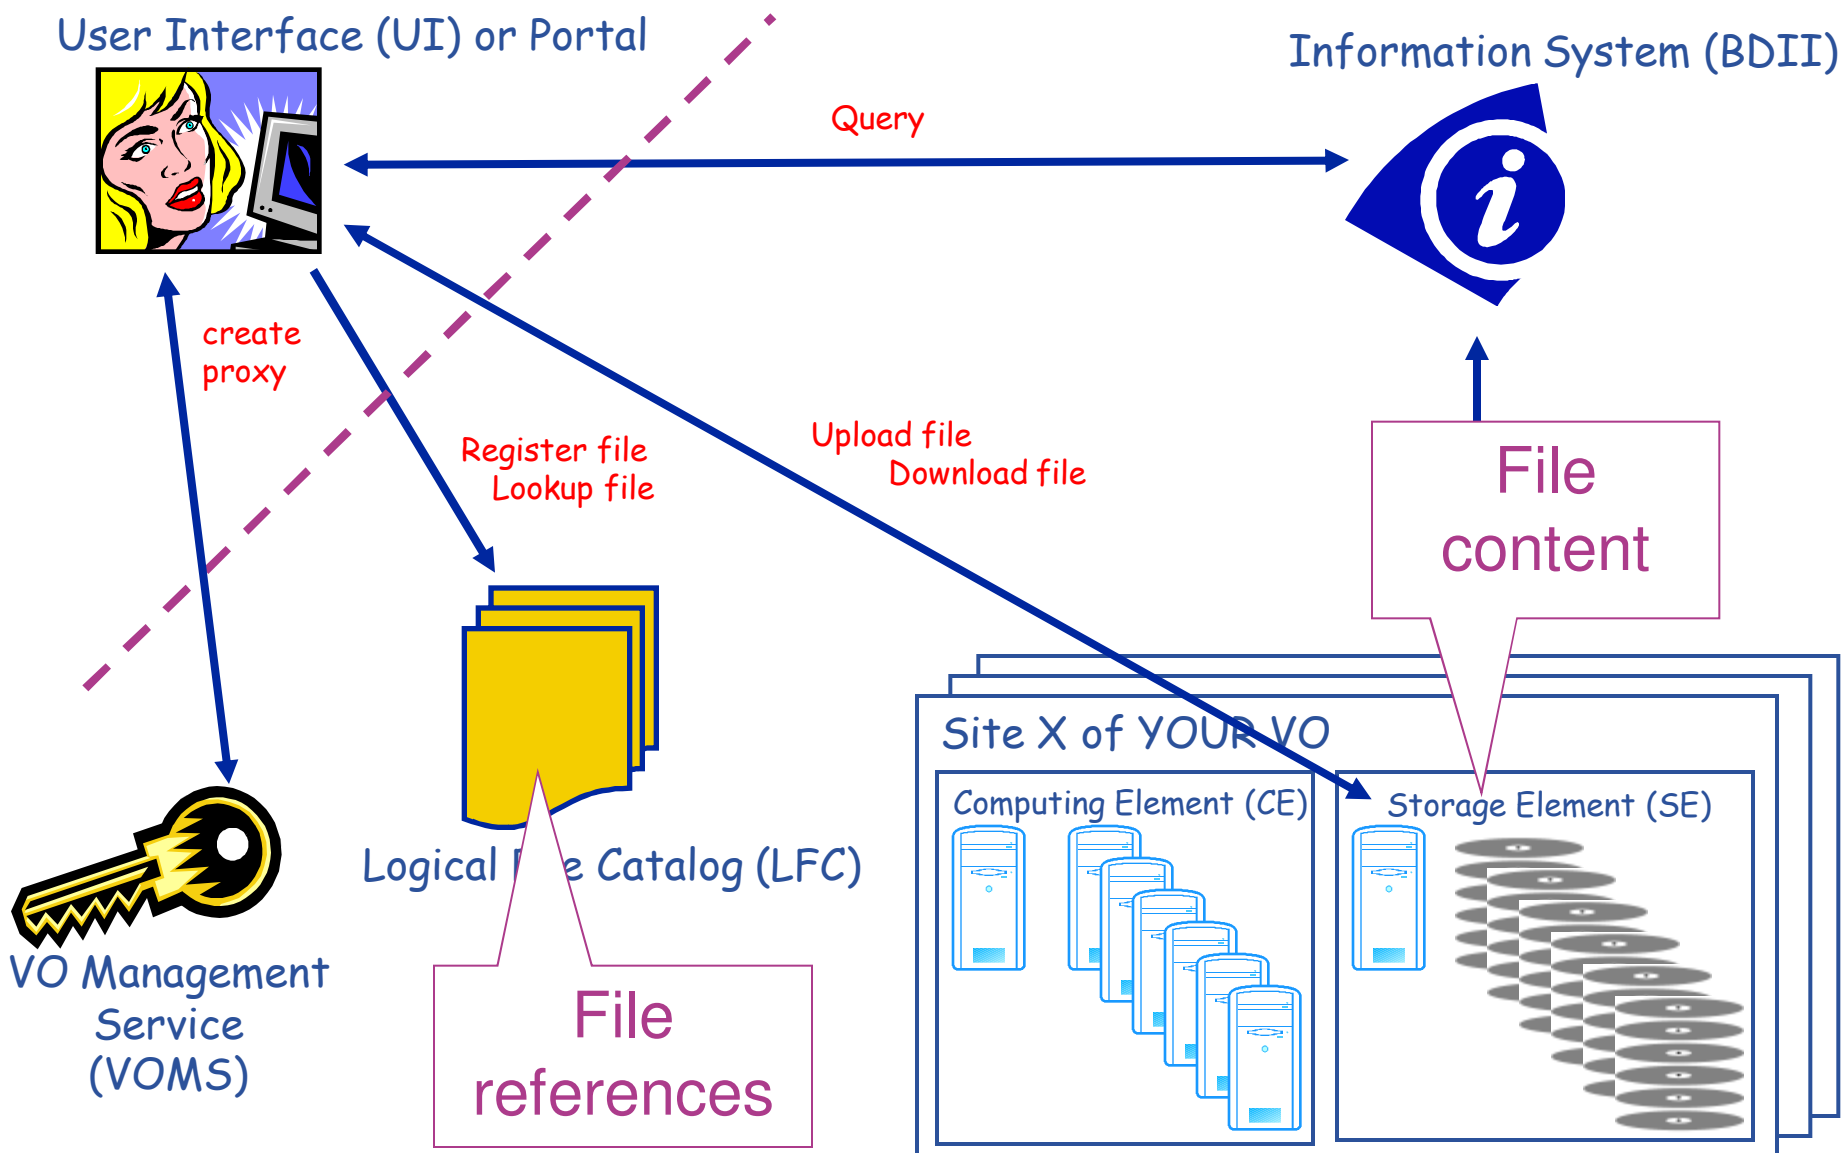 User Interface (UI) or Portal
Information System (BDII)
Query
create
proxy
Register file
Lookup file
Upload file
Download file
File
content
Site X of YOUR VO
Computing Element (CE)
Storage Element (SE)
Logical e Catalog (LFC)
VO Management
Service
(VOMS)
File
references
i